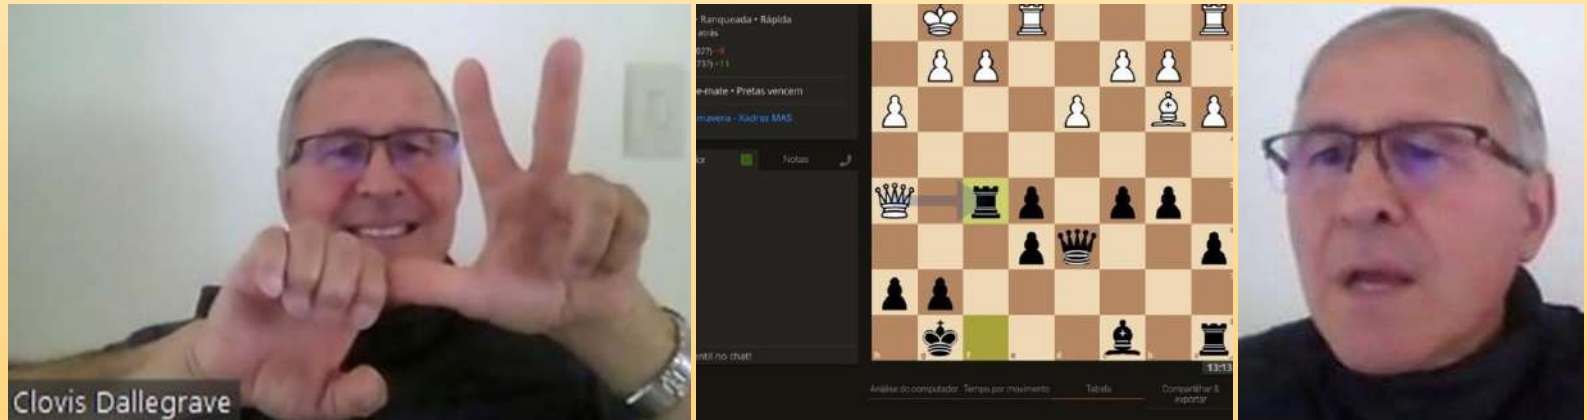 Clovis Dallegrave
• Ranqueada • Rápida
atrás
e-mate • Pretas vencem
mavera - Xadrez MAS
Notas
ntil no chat!
h g f e d c b a
13:13
Análise do computador
Tempo por movimento
Tabela
Compartilhar &
exportar